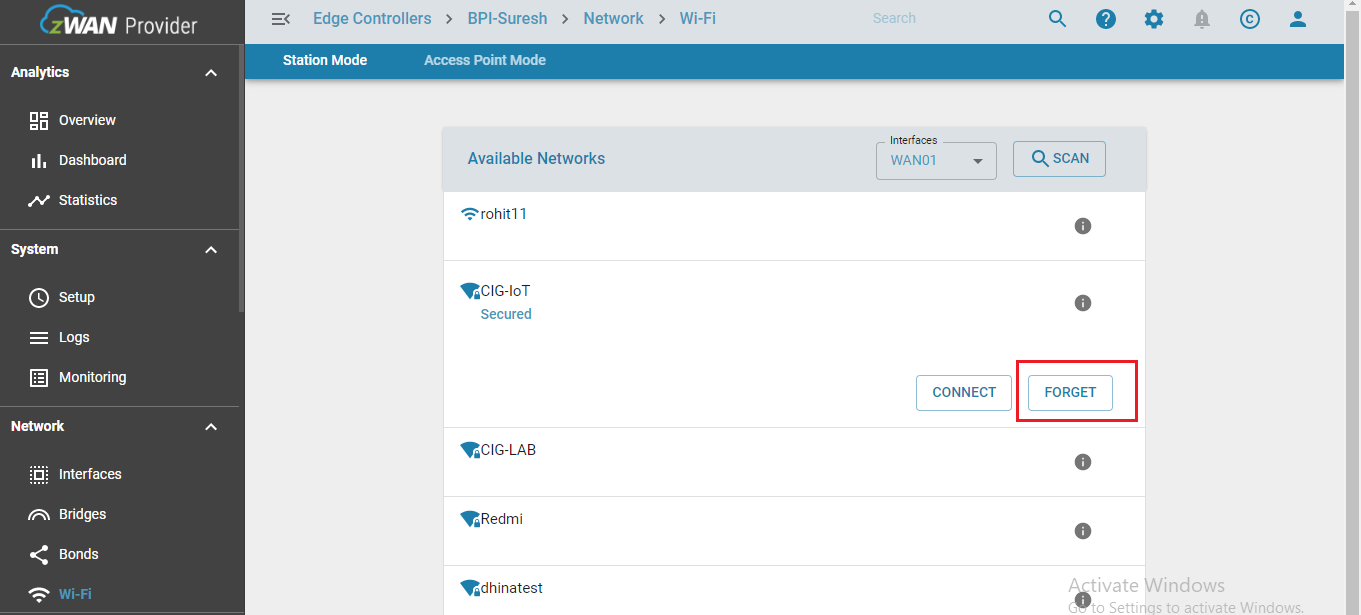 zWAN Provider
Edge Controllers > BPI-Suresh > Network > Wi-Fi
Search
Station Mode
Access Point Mode
Analytics
Overview
Dashboard
Statistics
System
Setup
Logs
Monitoring
Network
Interfaces
Bridges
Bonds
Wi-Fi
Available Networks
Interfaces
WAN01
SCAN
rohit11
CIG-IoT
Secured
CONNECT
FORGET
CIG-LAB
Redmi
dhinatest
Activate Windows
Go to Settings to activate Windows.